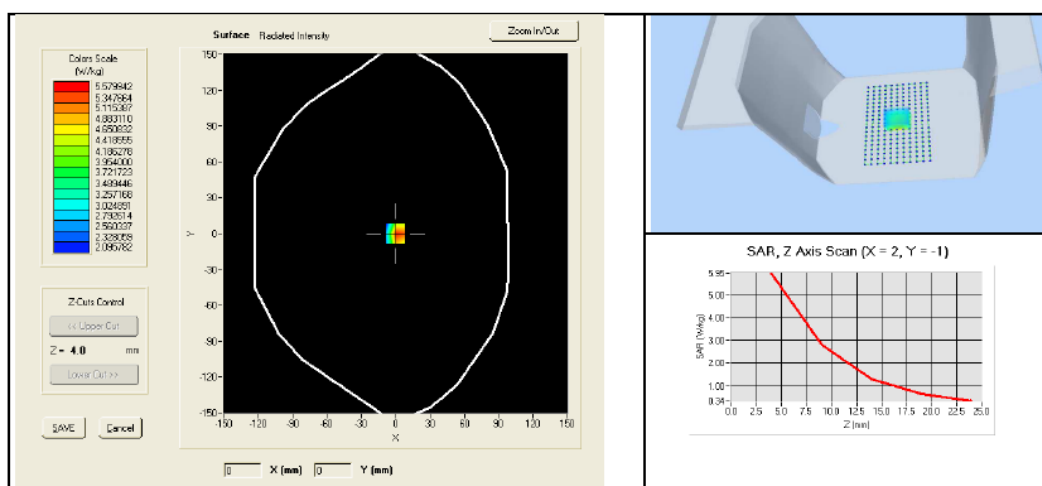 Surface Radiated Intensity
Zoom In/Out
Colors Scale
(W/kg)
5.579942
5.347664
5.115387
4.883110
4.650832
4.418555
4.186278
3.954000
3.721723
3.489446
3.257168
3.024891
2.792614
2.560337
2.328059
2.095782
150
120
90
60
30
0
-30
-60
-90
-120
-150
Y
-150 -120 -90 -60 -30 0 30 60 90 120 150
X
Z-Cuts Control
<< Upper Cut
Z = 4.0 mm
Lower Cut >>
SAVE Cancel
0 X (mm) 0 Y (mm)
SAR, Z Axis Scan (X = 2, Y = -1)
SAR (W/kg)
5.95
5.00
4.00
3.00
2.00
1.00
0.34
0.0 2.5 5.0 7.5 10.0 12.5 15.0 17.5 20.0 22.5 25.0
Z (mm)